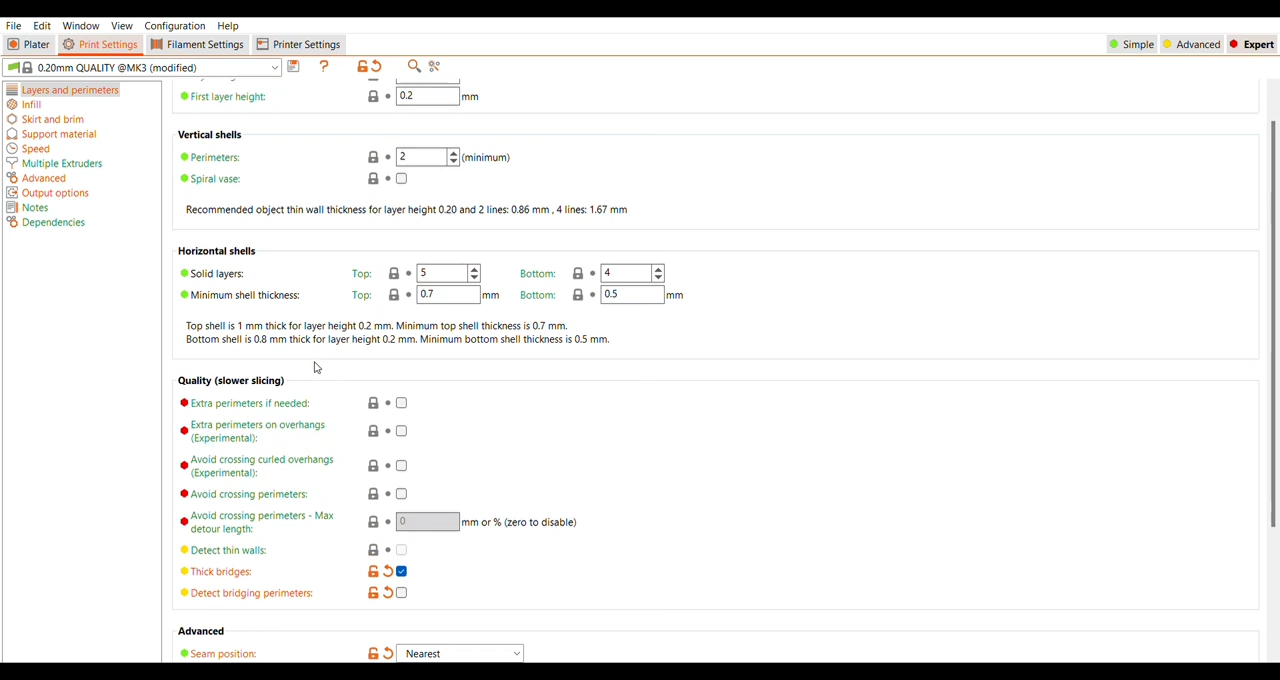 File Edit Window View Configuration Help
Plater Print Settings Filament Settings Printer Settings Simple Advanced Expert
0.20mm QUALITY @MK3 (modified) ?
Layers and perimeters
Infill
Skirt and brim
Support material
Speed
Multiple Extruders
Advanced
Output options
Notes
Dependencies
First layer height: 0.2 mm
Vertical shells
Perimeters: 2 (minimum)
Spiral vase:
Recommended object thin wall thickness for layer height 0.20 and 2 lines: 0.86 mm , 4 lines: 1.67 mm
Horizontal shells
Solid layers: Top: 5 Bottom: 4
Minimum shell thickness: Top: 0.7 mm Bottom: 0.5 mm
Top shell is 1 mm thick for layer height 0.2 mm. Minimum top shell thickness is 0.7 mm.
Bottom shell is 0.8 mm thick for layer height 0.2 mm. Minimum bottom shell thickness is 0.5 mm.
Quality (slower slicing)
Extra perimeters if needed:
Extra perimeters on overhangs
(Experimental):
Avoid crossing curled overhangs
(Experimental):
Avoid crossing perimeters:
Avoid crossing perimeters - Max
detour length: 0 mm or % (zero to disable)
Detect thin walls:
Thick bridges:
Detect bridging perimeters:
Advanced
Seam position: Nearest